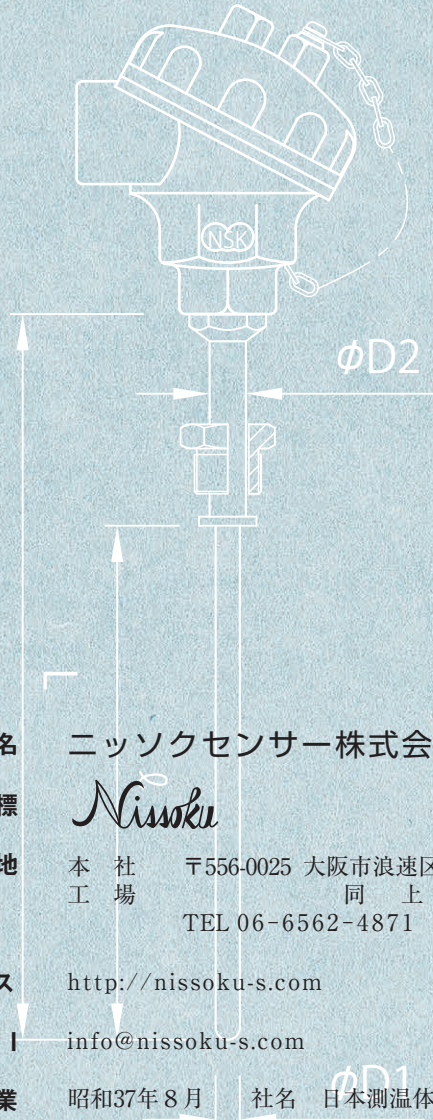 NSK
φD2
L
名 ニッソクセンサー株式会
標 Nissoku
地 本 社 〒556-0025 大阪市浪速区
工 場 同 上
TEL 06-6562-4871
ス http://nissoku-s.com
info@nissoku-s.com
業 昭和37年8月 社名 日本測温体
φD1